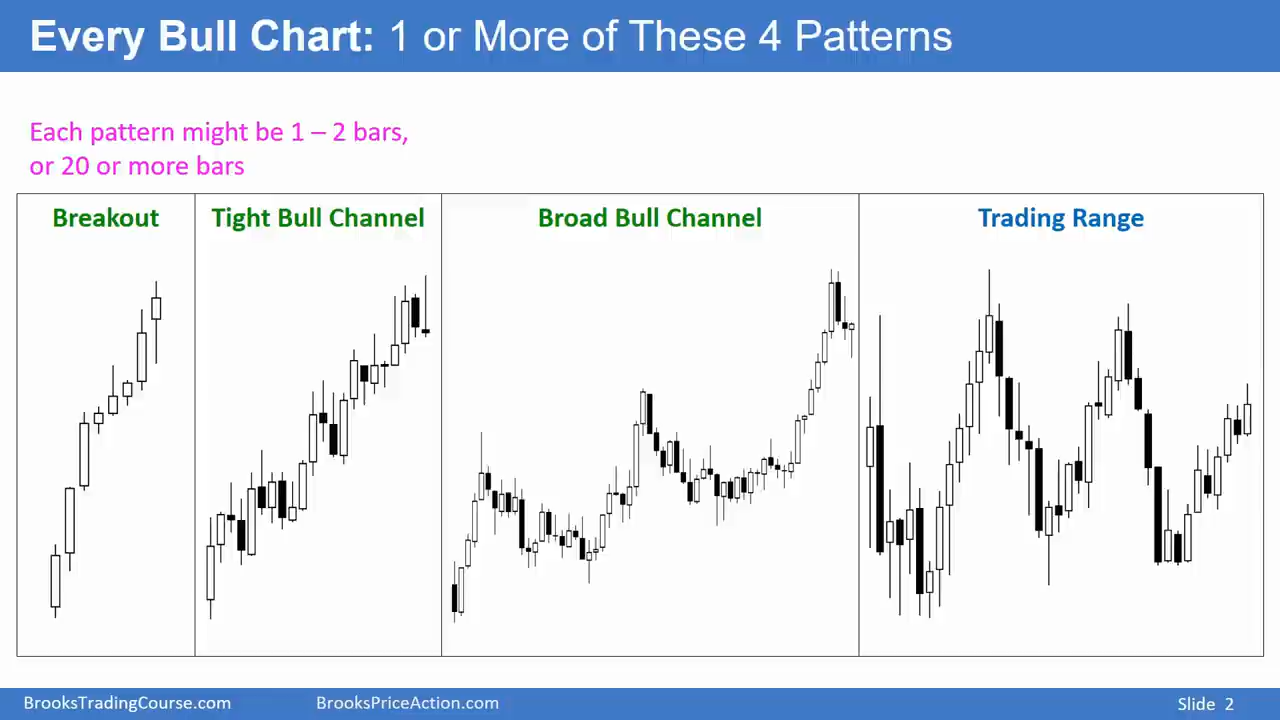 Every Bull Chart: 1 or More of These 4 Patterns
Each pattern might be 1 – 2 bars,
or 20 or more bars
Breakout
Tight Bull Channel
Broad Bull Channel
Trading Range
BrooksTradingCourse.com
BrooksPriceAction.com
Slide 2